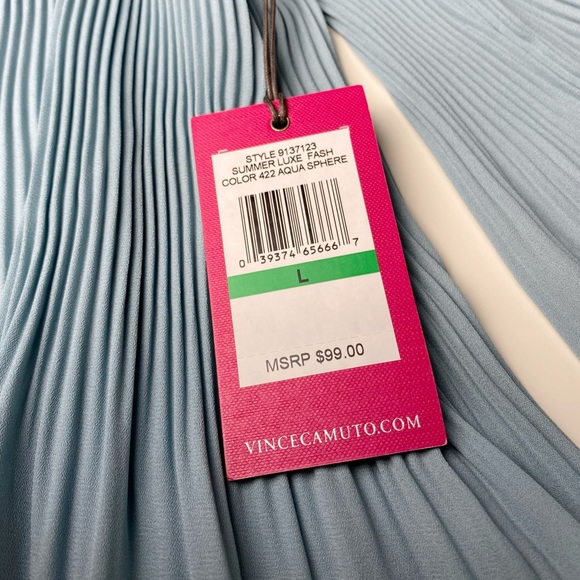 STYLE 9137123
SUMMER LUXE FASH
COLOR 422 AQUA SPHERE
0 39374 65666 7
L
MSRP $99.00
VINCECAMUTO.COM